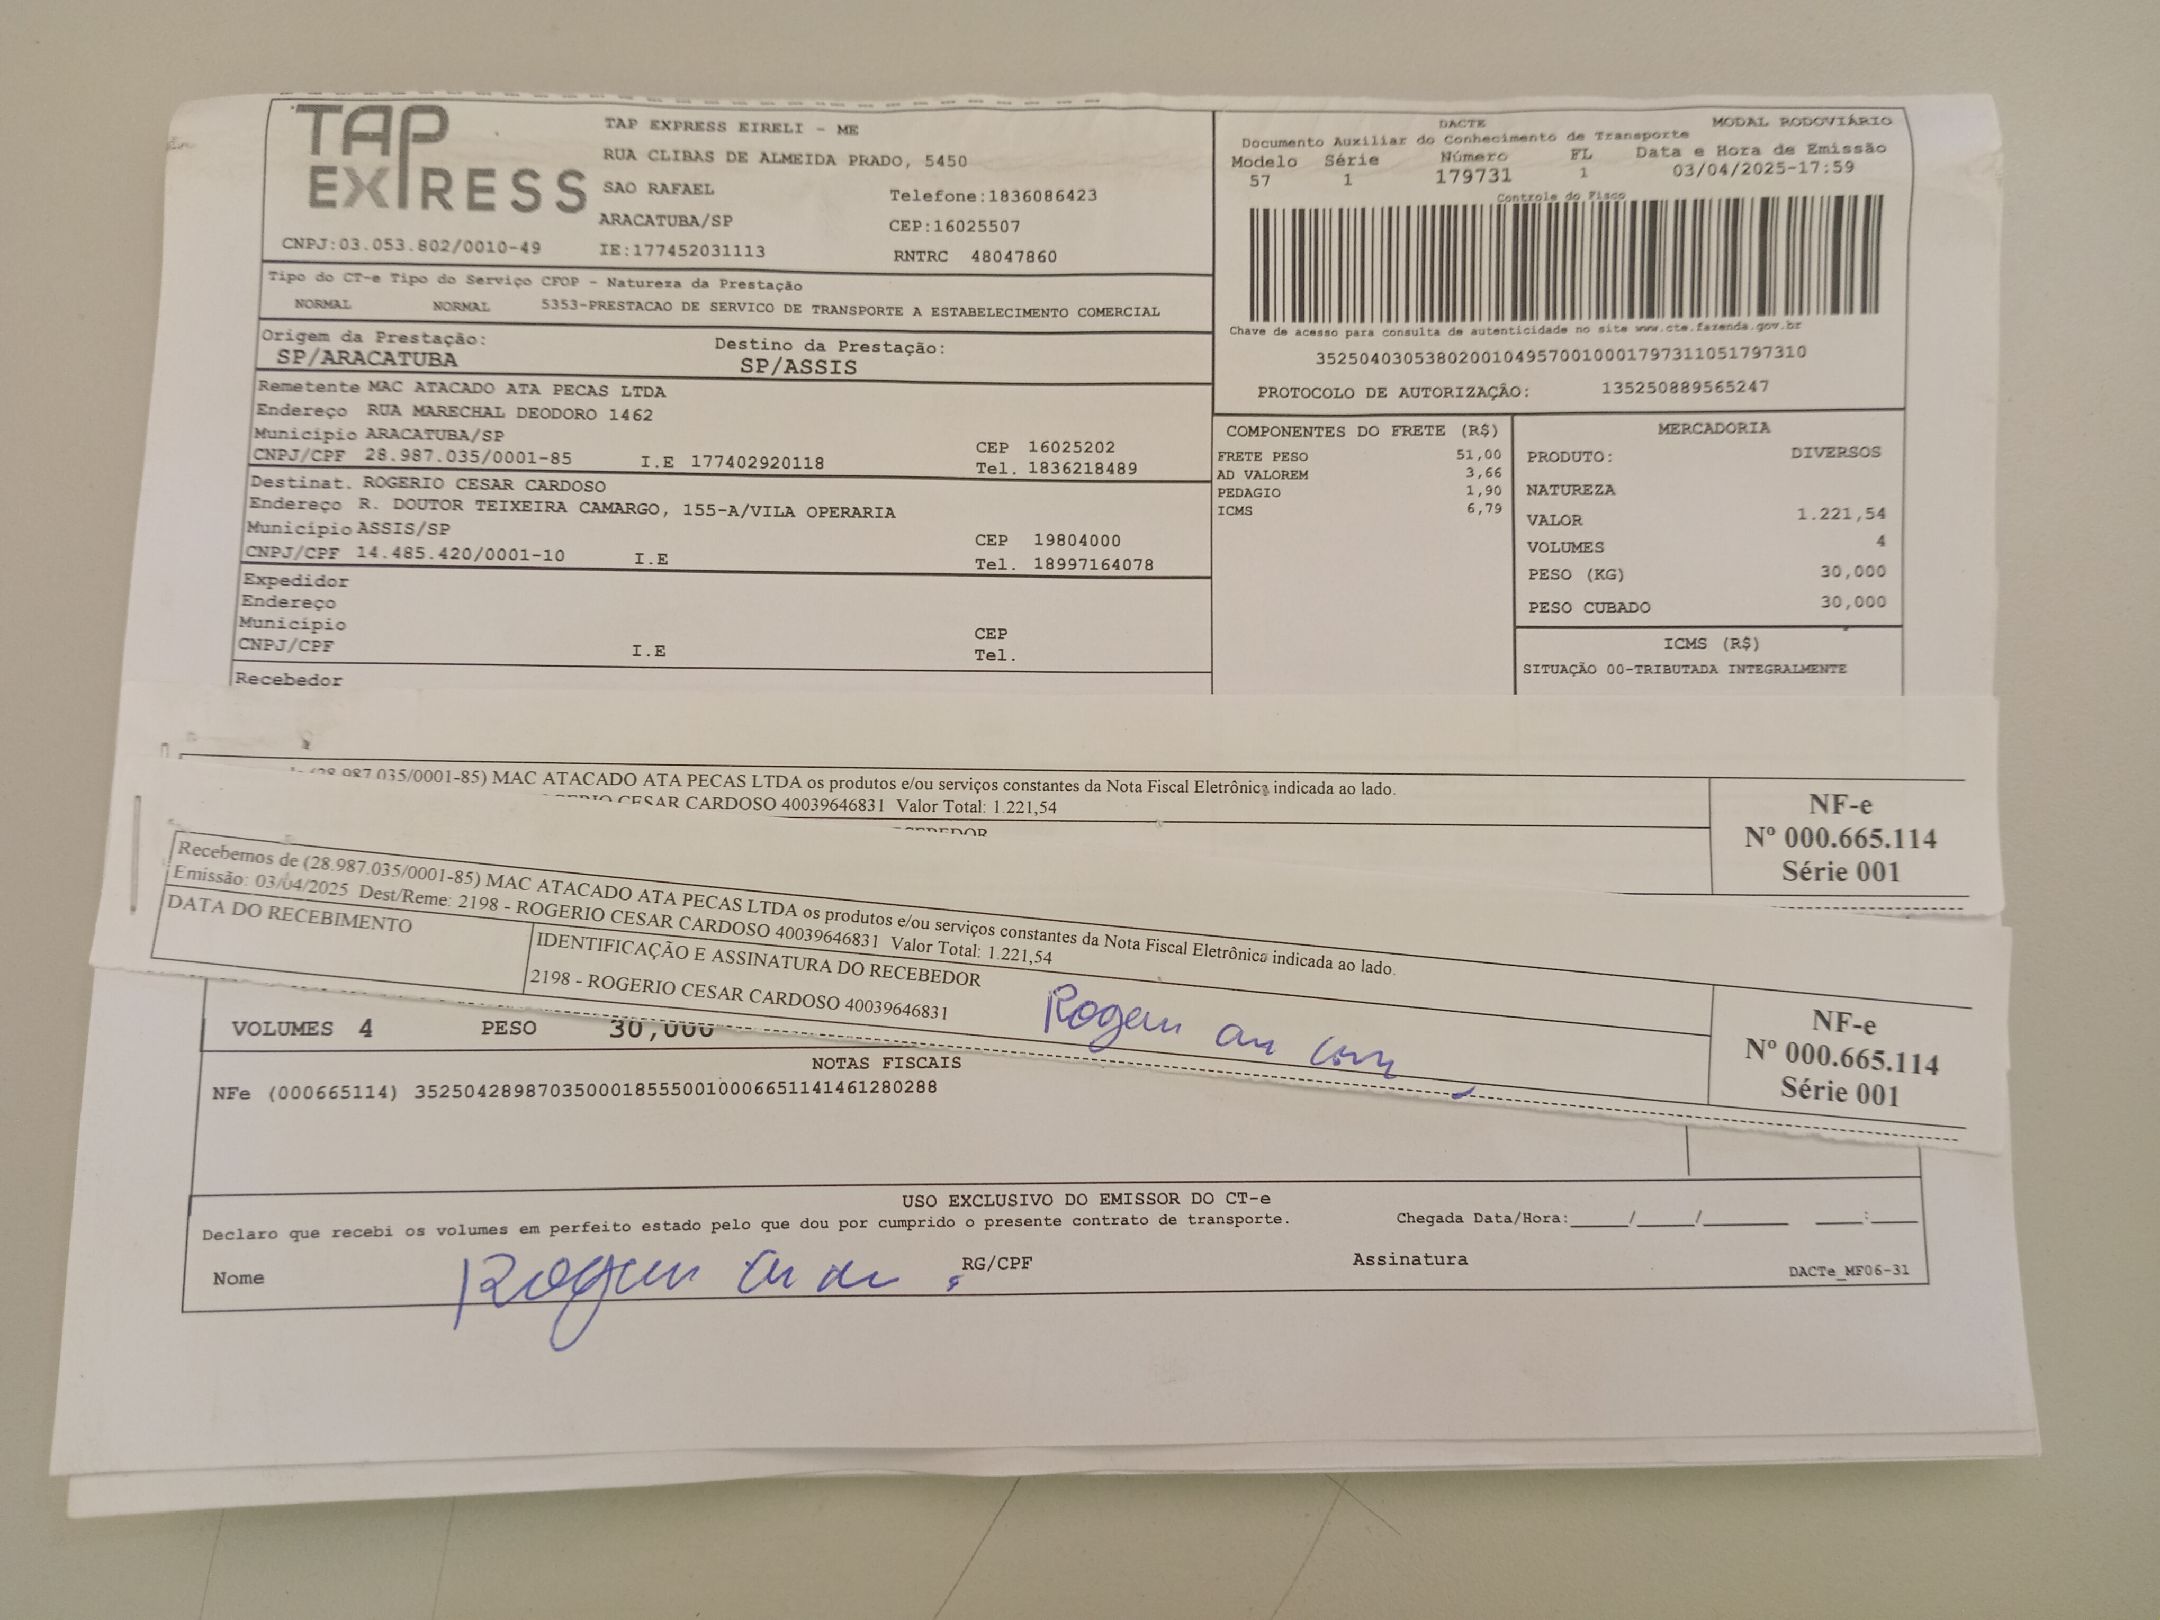 TAP EXPRESS
TAP EXPRESS EIRELI - ME
RUA CLIBAS DE ALMEIDA PRADO, 5450
SAO RAFAEL
Telefone:1836086423
ARACATUBA/SP
CEP:16025507
CNPJ:03.053.802/0010-49
IE:177452031113
RNTRC 48047860
DACTE
MODAL RODOVIÁRIO
Documento Auxiliar do Conhecimento de Transporte
Modelo Série Número FL Data e Hora de Emissão
57 1 179731 1 03/04/2025-17:59
Controle do Fisco
Chave de acesso para consulta de autenticidade no site www.cte.fazenda.gov.br
35250403053802001049570010001797311051797310
PROTOCOLO DE AUTORIZAÇÃO: 135250889565247
Tipo do CT-e Tipo do Serviço CFOP - Natureza da Prestação
NORMAL NORMAL 5353-PRESTACAO DE SERVICO DE TRANSPORTE A ESTABELECIMENTO COMERCIAL
Origem da Prestação: Destino da Prestação:
SP/ARACATUBA SP/ASSIS
Remetente MAC ATACADO ATA PECAS LTDA
Endereço RUA MARECHAL DEODORO 1462
Município ARACATUBA/SP CEP 16025202
CNPJ/CPF 28.987.035/0001-85 I.E 177402920118 Tel. 1836218489
Destinat. ROGERIO CESAR CARDOSO
Endereço R. DOUTOR TEIXEIRA CAMARGO, 155-A/VILA OPERARIA
Município ASSIS/SP CEP 19804000
CNPJ/CPF 14.485.420/0001-10 I.E Tel. 18997164078
Expedidor
Endereço
Município CEP
CNPJ/CPF I.E Tel.
Recebedor
COMPONENTES DO FRETE (R$)
FRETE PESO 51,00
AD VALOREM 3,66
PEDAGIO 1,90
ICMS 6,79
MERCADORIA
PRODUTO: DIVERSOS
NATUREZA
VALOR 1.221,54
VOLUMES 4
PESO (KG) 30,000
PESO CUBADO 30,000
ICMS (R$)
SITUAÇÃO 00-TRIBUTADA INTEGRALMENTE
(28.987.035/0001-85) MAC ATACADO ATA PECAS LTDA os produtos e/ou serviços constantes da Nota Fiscal Eletrônica indicada ao lado.
CESAR CARDOSO 40039646831 Valor Total: 1.221,54
NF-e
Nº 000.665.114
Série 001
Recebemos de (28.987.035/0001-85) MAC ATACADO ATA PECAS LTDA os produtos e/ou serviços constantes da Nota Fiscal Eletrônica indicada ao lado.
Emissão: 03/04/2025 Dest/Reme: 2198 - ROGERIO CESAR CARDOSO 40039646831 Valor Total: 1.221,54
DATA DO RECEBIMENTO
IDENTIFICAÇÃO E ASSINATURA DO RECEBEDOR
2198 - ROGERIO CESAR CARDOSO 40039646831
NF-e
Nº 000.665.114
Série 001
VOLUMES 4 PESO 30,000
NOTAS FISCAIS
NFe (000665114) 35250428987035000185550010006651141461280288
USO EXCLUSIVO DO EMISSOR DO CT-e
Declaro que recebi os volumes em perfeito estado pelo que dou por cumprido o presente contrato de transporte.
Chegada Data/Hora:_____/_____/_______ ____:____
Nome RG/CPF Assinatura
DACTe_MF06-31